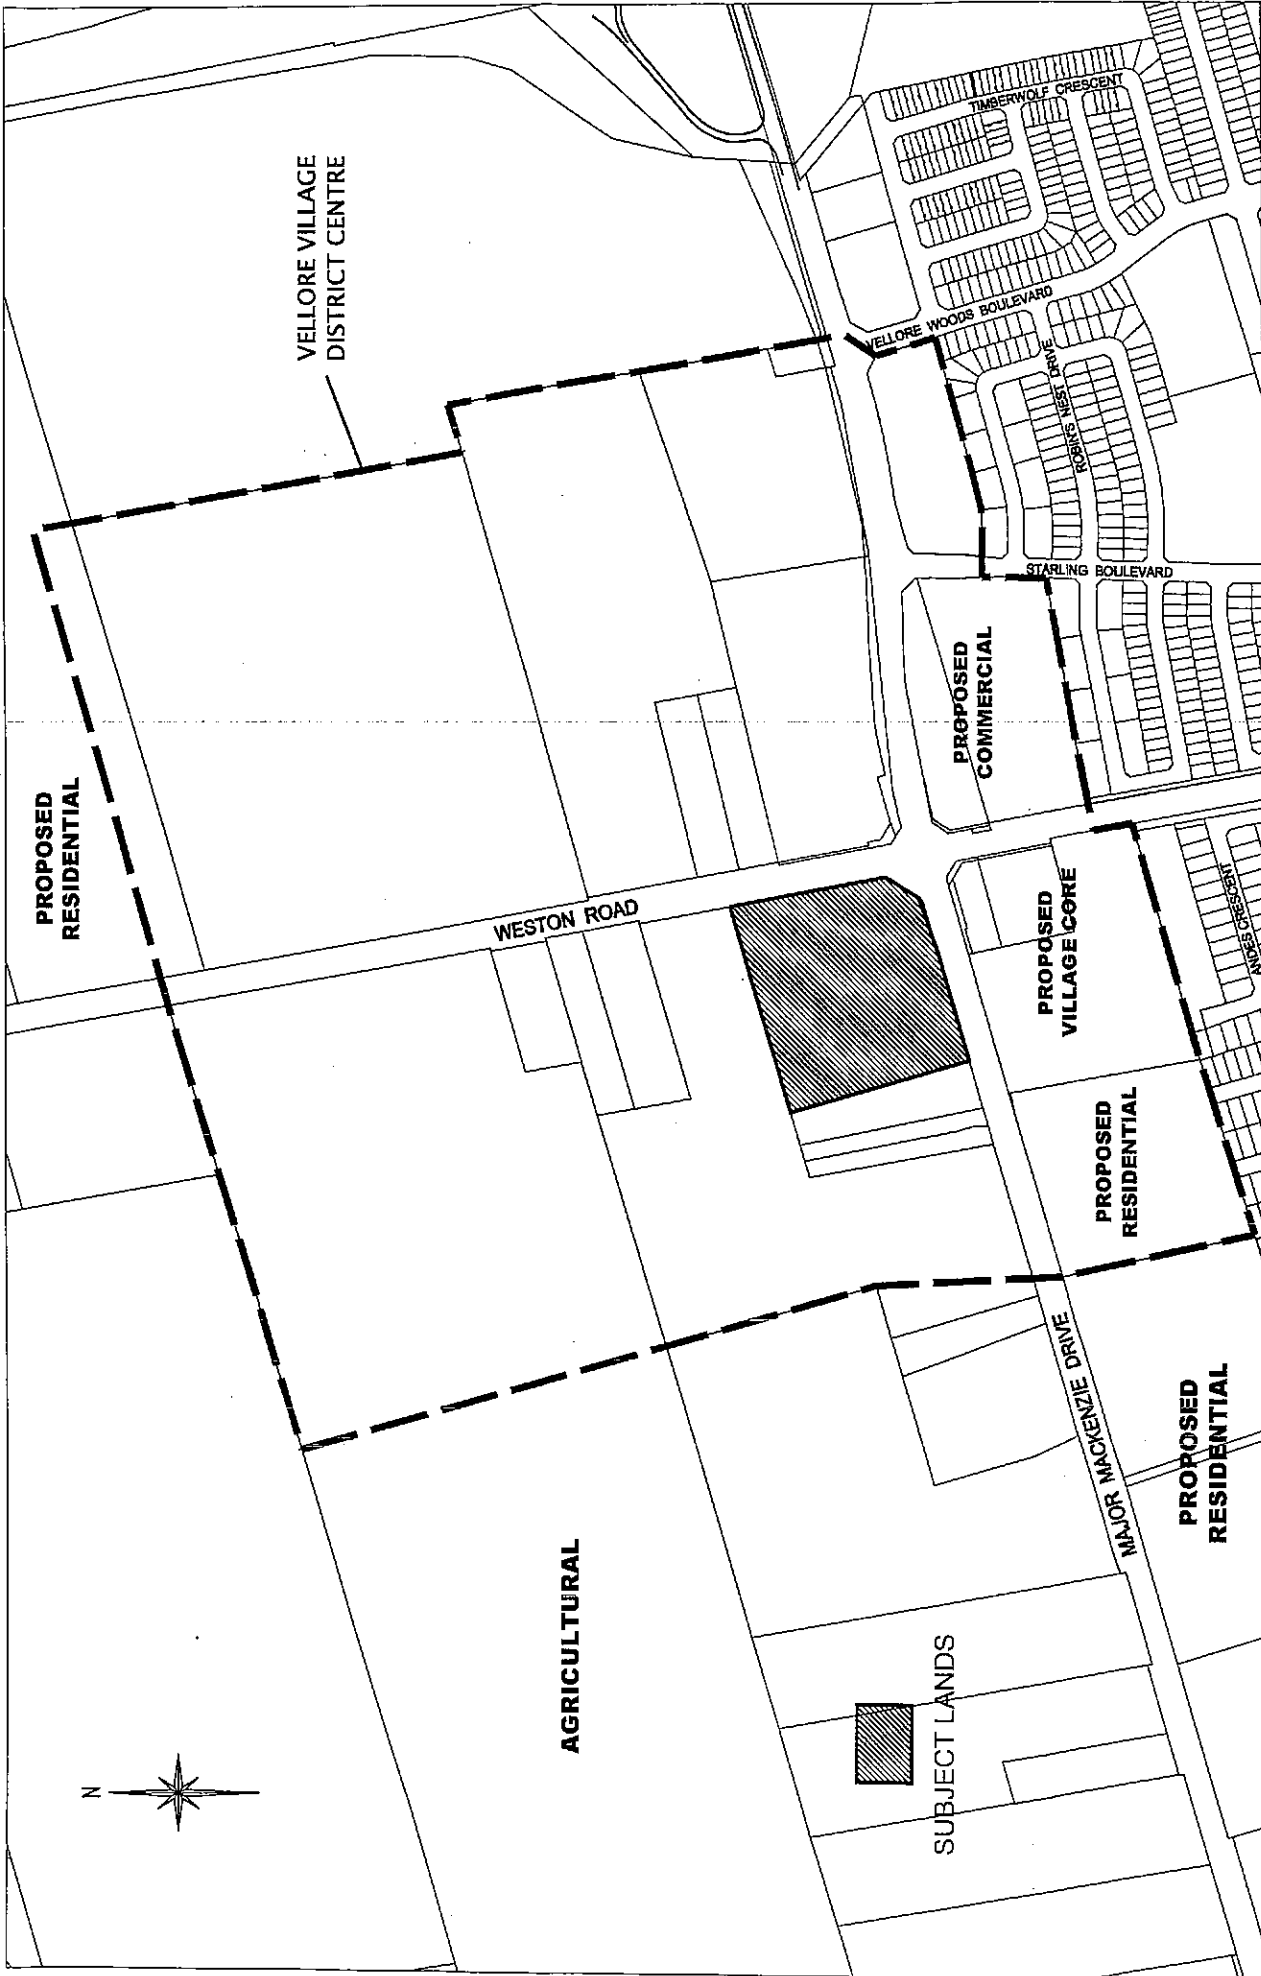 N
VELLORE VILLAGE
DISTRICT CENTRE
PROPOSED
RESIDENTIAL
WESTON ROAD
AGRICULTURAL
SUBJECT LANDS
MAJOR MACKENZIE DRIVE
PROPOSED
RESIDENTIAL
PROPOSED
RESIDENTIAL
PROPOSED
VILLAGE CORE
PROPOSED
COMMERCIAL
ANDES CRESCENT
STARLING BOULEVARD
ROBIN'S NEST DRIVE
VELLORE WOODS BOULEVARD
TIMBERWOLF CRESCENT